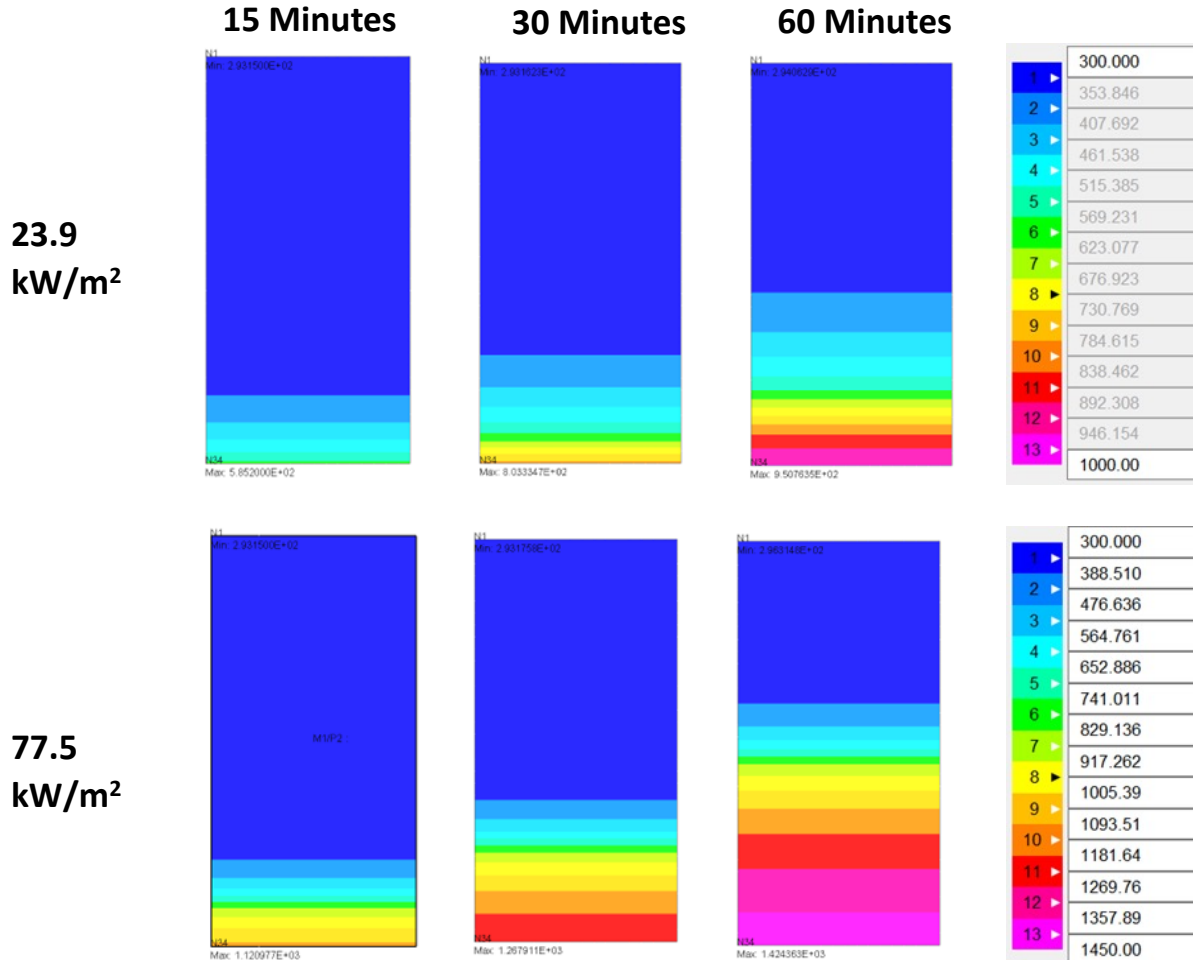 15 Minutes
30 Minutes
60 Minutes
23.9
kW/m²
N1
Min: 2.931500E+02
N34
Max: 5.852000E+02
N1
Min: 2.931623E+02
N34
Max: 8.033347E+02
N1
Min: 2.940629E+02
N34
Max: 9.507635E+02
1
2
3
4
5
6
7
8
9
10
11
12
13
300.000
353.846
407.692
461.538
515.385
569.231
623.077
676.923
730.769
784.615
838.462
892.308
946.154
1000.00
77.5
kW/m²
N1
Min: 2.931500E+02
M1/P2 :
N34
Max: 1.120977E+03
N1
Min: 2.931758E+02
N34
Max: 1.267911E+03
N1
Min: 2.963148E+02
N34
Max: 1.424363E+03
1
2
3
4
5
6
7
8
9
10
11
12
13
300.000
388.510
476.636
564.761
652.886
741.011
829.136
917.262
1005.39
1093.51
1181.64
1269.76
1357.89
1450.00